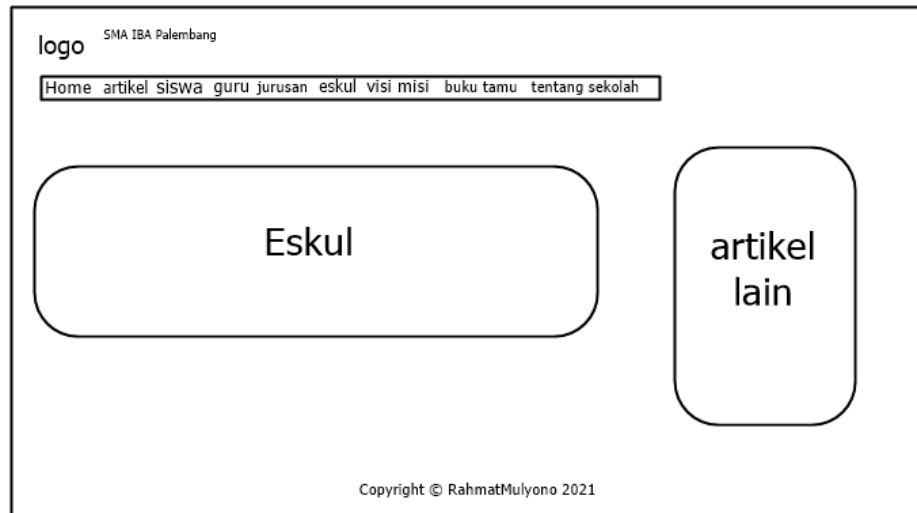 logo SMA IBA Palembang
Home artikel siswa guru jurusan eskul visi misi buku tamu tentang sekolah
Eskul
artikel
lain
Copyright © RahmatMulyono 2021